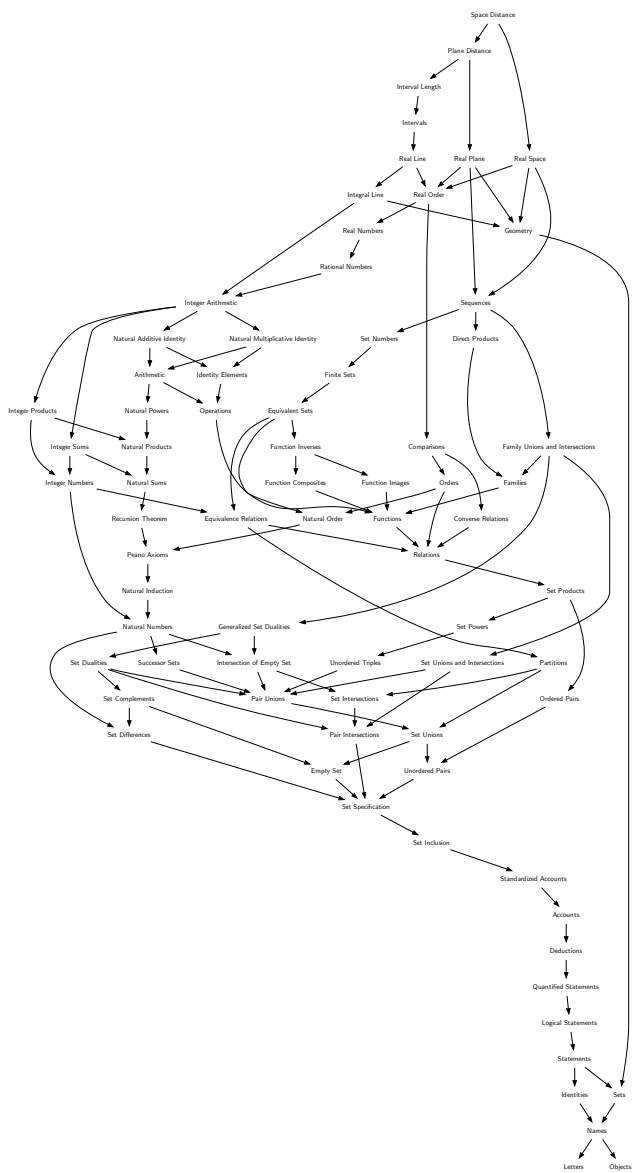 Space Distance
Plane Distance
Interval Length
Intervals
Real Line Real Plane Real Space
Integral Line Real Order
Real Numbers Geometry
Rational Numbers
Integer Arithmetic Sequences
Natural Additive Identity Natural Multiplicative Identity Set Numbers Direct Products
Arithmetic Identity Elements Finite Sets
Integer Products Natural Powers Operations Equivalent Sets
Integer Sums Natural Products Function Inverses Comparisons Family Unions and Intersections
Integer Numbers Natural Sums Function Composites Function Images Orders Families
Recursion Theorem Equivalence Relations Natural Order Functions Converse Relations
Peano Axioms Relations
Natural Induction Set Products
Natural Numbers Generalized Set Dualities Set Powers
Set Dualities Successor Sets Intersection of Empty Set Unordered Triples Set Unions and Intersections Partitions
Set Complements Pair Unions Set Intersections Ordered Pairs
Set Differences Pair Intersections Set Unions
Empty Set Unordered Pairs
Set Specification
Set Inclusion
Standardized Accounts
Accounts
Deductions
Quantified Statements
Logical Statements
Statements
Identities Sets
Names
Letters Objects